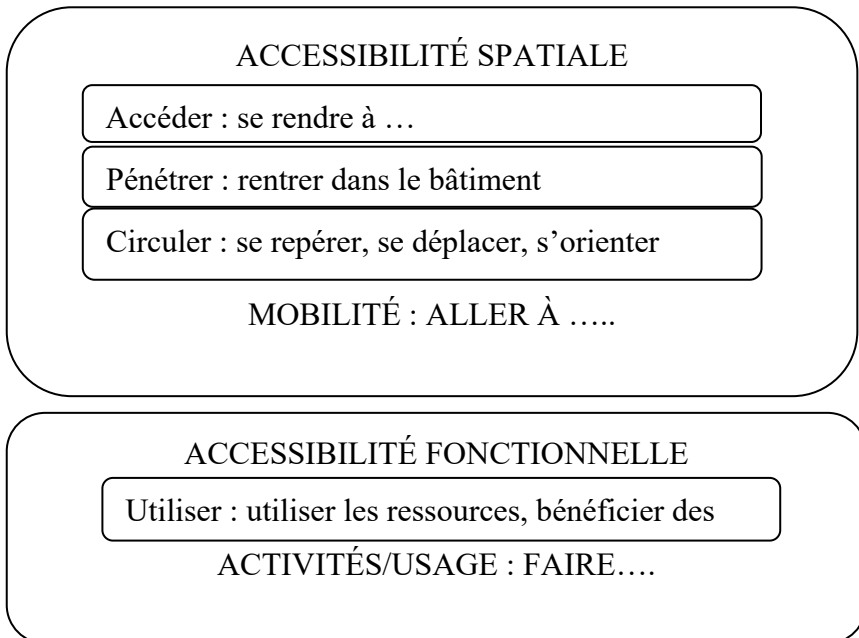 ACCESSIBILITÉ SPATIALE
Accéder : se rendre à …
Pénétrer : rentrer dans le bâtiment
Circuler : se repérer, se déplacer, s’orienter
MOBILITÉ : ALLER À …..
ACCESSIBILITÉ FONCTIONNELLE
Utiliser : utiliser les ressources, bénéficier des
ACTIVITÉS/USAGE : FAIRE….